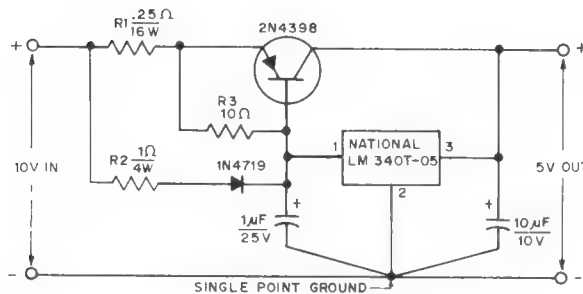 R1 .25Ω
16W
2N4398
+
+
R3
10Ω
R2 1Ω
4W
1N4719
10V IN
1
NATIONAL
LM 340T-05
3
2
5V OUT
+
1µF
25V
+
10µF
10V
-
-
SINGLE POINT GROUND